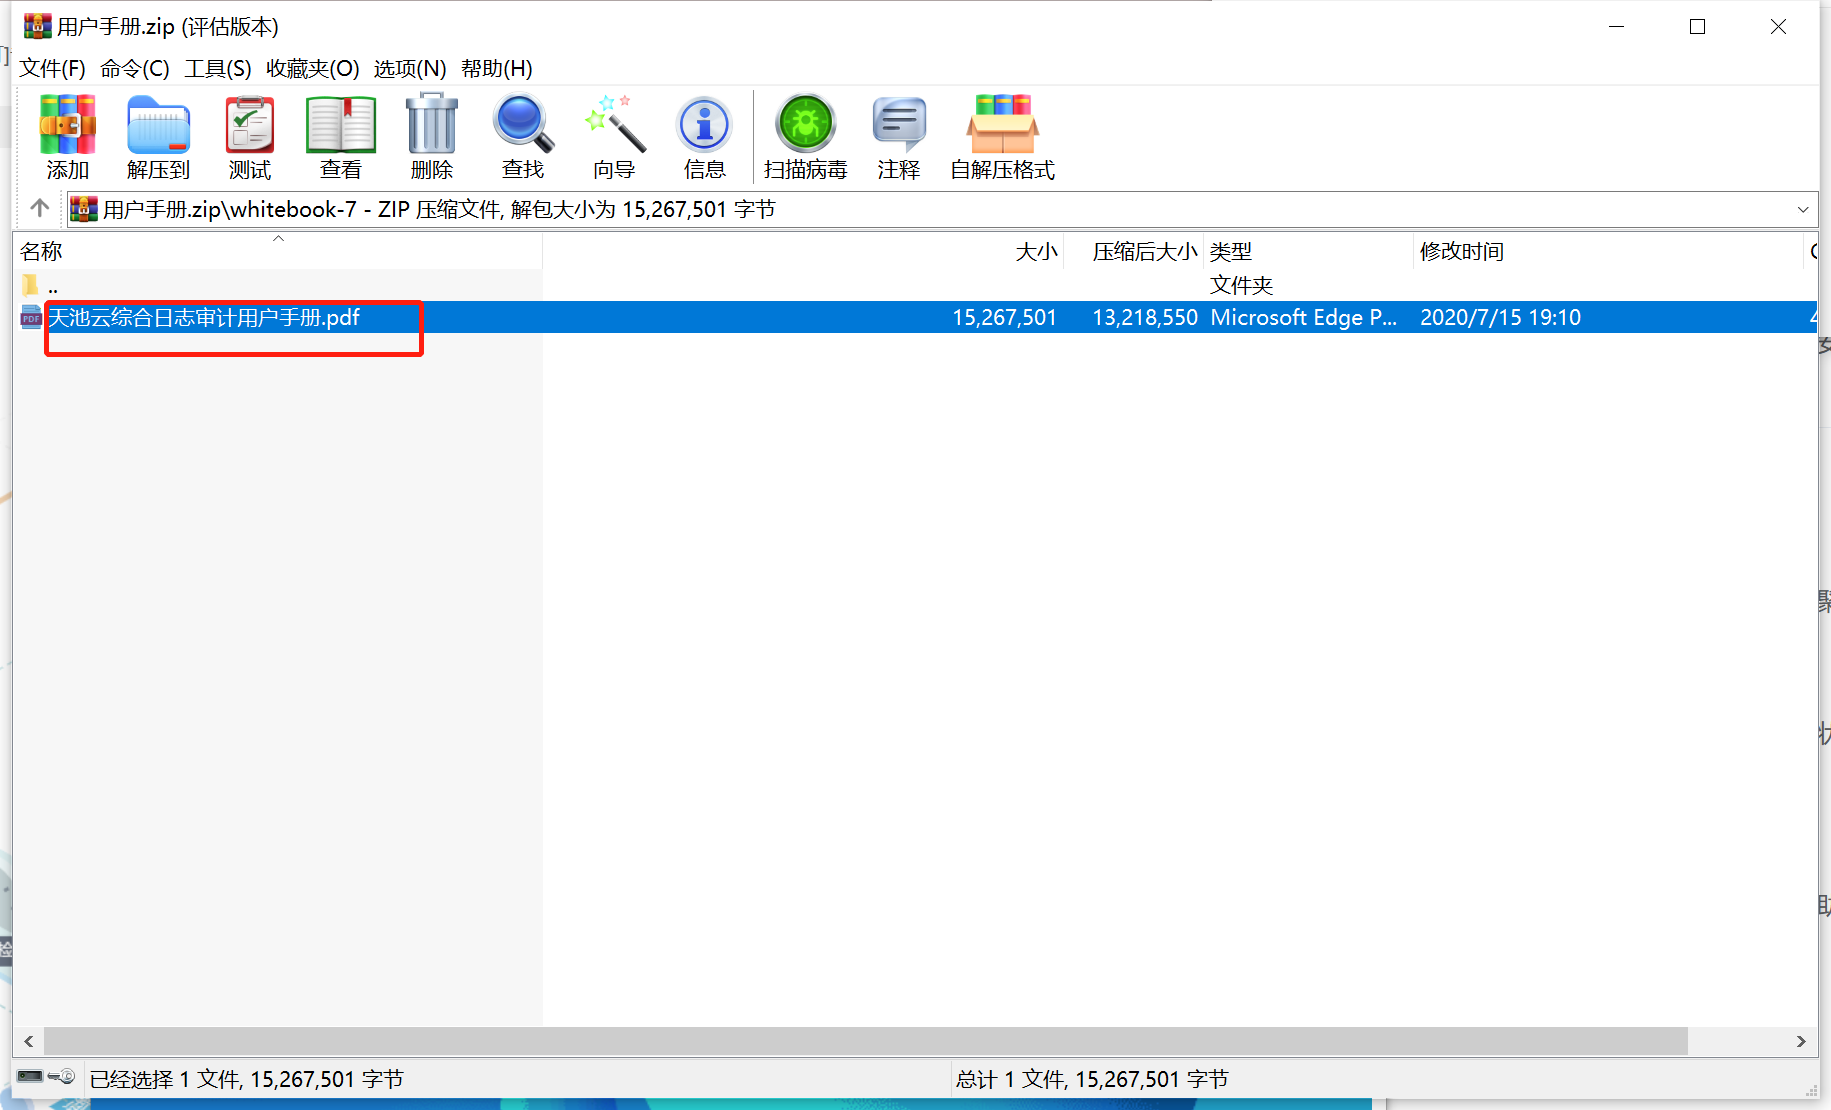 用户手册.zip (评估版本)
文件(F) 命令(C) 工具(S) 收藏夹(O) 选项(N) 帮助(H)
添加 解压到 测试 查看 删除 查找 向导 信息 扫描病毒 注释 自解压格式
用户手册.zip\whitebook-7 - ZIP 压缩文件, 解包大小为 15,267,501 字节
名称 大小 压缩后大小 类型 修改时间
.. 文件夹
PDF 天池云综合日志审计用户手册.pdf 15,267,501 13,218,550 Microsoft Edge P... 2020/7/15 19:10
已经选择 1 文件, 15,267,501 字节 总计 1 文件, 15,267,501 字节